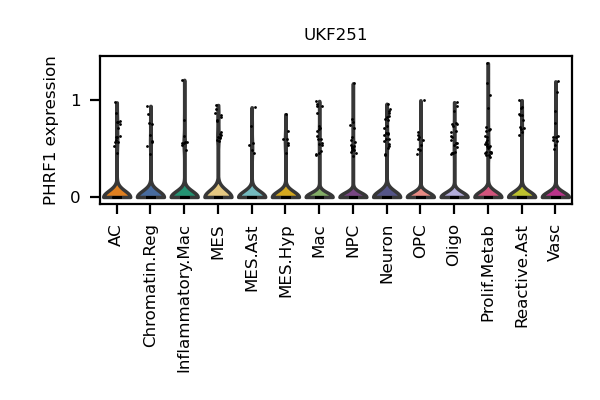 UKF251
PHRF1 expression
1
0
AC
Chromatin.Reg
Inflammatory.Mac
MES
MES.Ast
MES.Hyp
Mac
NPC
Neuron
OPC
Oligo
Prolif.Metab
Reactive.Ast
Vasc